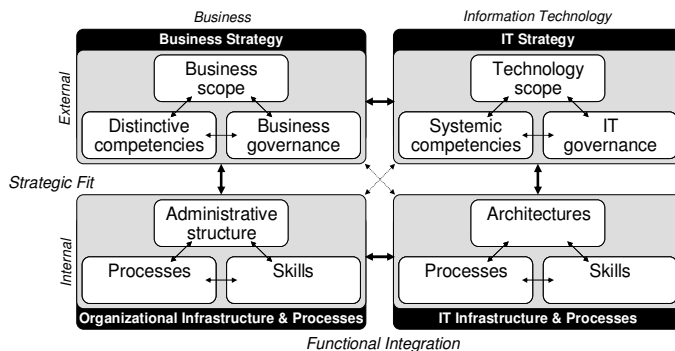 Business
Information Technology
Business Strategy
IT Strategy
External
Business
scope
Distinctive
competencies
Business
governance
Technology
scope
Systemic
competencies
IT
governance
Strategic Fit
Internal
Administrative
structure
Processes
Skills
Architectures
Processes
Skills
Organizational Infrastructure & Processes
IT Infrastructure & Processes
Functional Integration